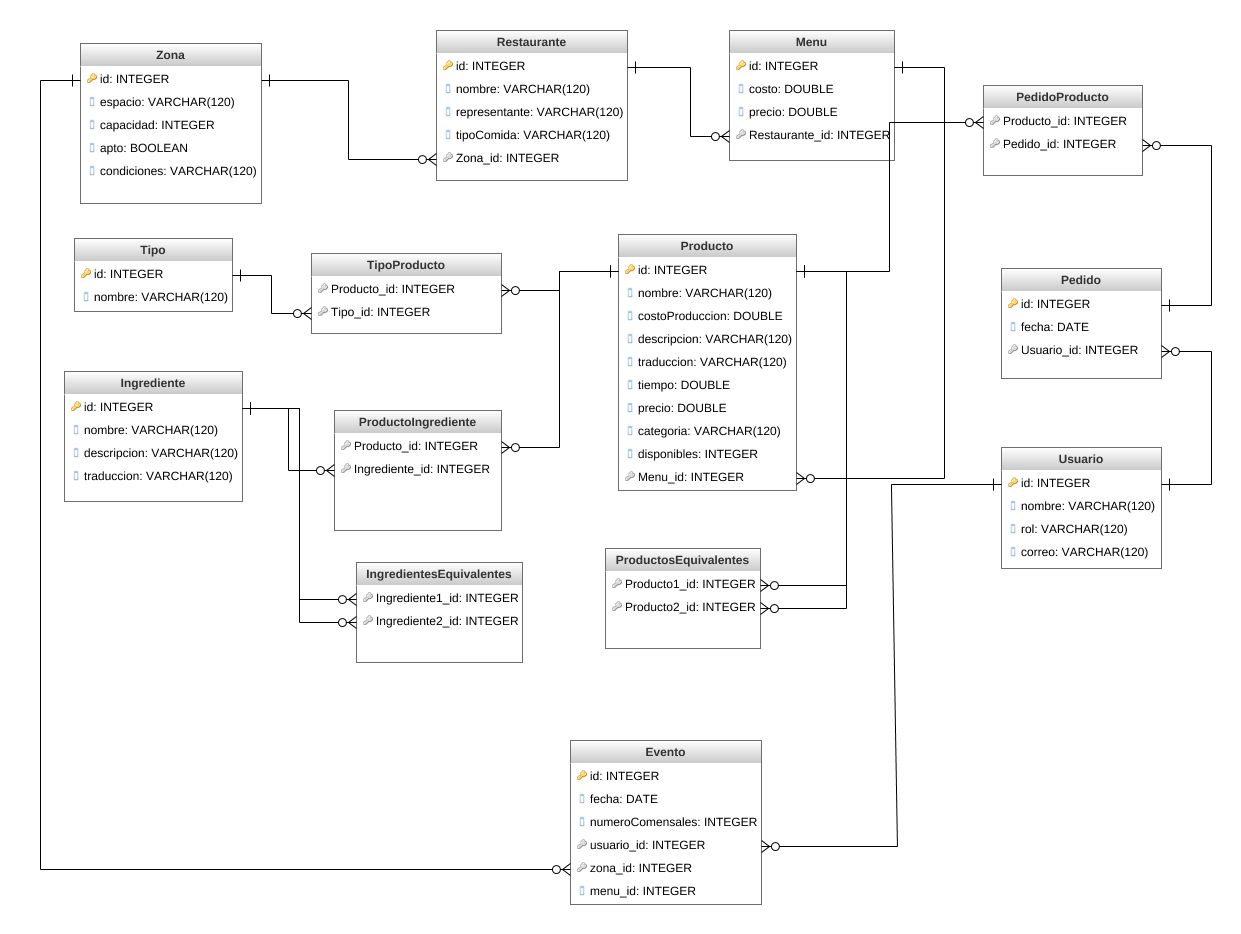 Zona
id: INTEGER
espacio: VARCHAR(120)
capacidad: INTEGER
apto: BOOLEAN
condiciones: VARCHAR(120)
Restaurante
id: INTEGER
nombre: VARCHAR(120)
representante: VARCHAR(120)
tipoComida: VARCHAR(120)
Zona_id: INTEGER
Menu
id: INTEGER
costo: DOUBLE
precio: DOUBLE
Restaurante_id: INTEGER
PedidoProducto
Producto_id: INTEGER
Pedido_id: INTEGER
Tipo
id: INTEGER
nombre: VARCHAR(120)
TipoProducto
Producto_id: INTEGER
Tipo_id: INTEGER
Producto
id: INTEGER
nombre: VARCHAR(120)
costoProduccion: DOUBLE
descripcion: VARCHAR(120)
traduccion: VARCHAR(120)
tiempo: DOUBLE
precio: DOUBLE
categoria: VARCHAR(120)
disponibles: INTEGER
Menu_id: INTEGER
Pedido
id: INTEGER
fecha: DATE
Usuario_id: INTEGER
Ingrediente
id: INTEGER
nombre: VARCHAR(120)
descripcion: VARCHAR(120)
traduccion: VARCHAR(120)
ProductoIngrediente
Producto_id: INTEGER
Ingrediente_id: INTEGER
Usuario
id: INTEGER
nombre: VARCHAR(120)
rol: VARCHAR(120)
correo: VARCHAR(120)
IngredientesEquivalentes
Ingrediente1_id: INTEGER
Ingrediente2_id: INTEGER
ProductosEquivalentes
Producto1_id: INTEGER
Producto2_id: INTEGER
Evento
id: INTEGER
fecha: DATE
numeroComensales: INTEGER
usuario_id: INTEGER
zona_id: INTEGER
menu_id: INTEGER